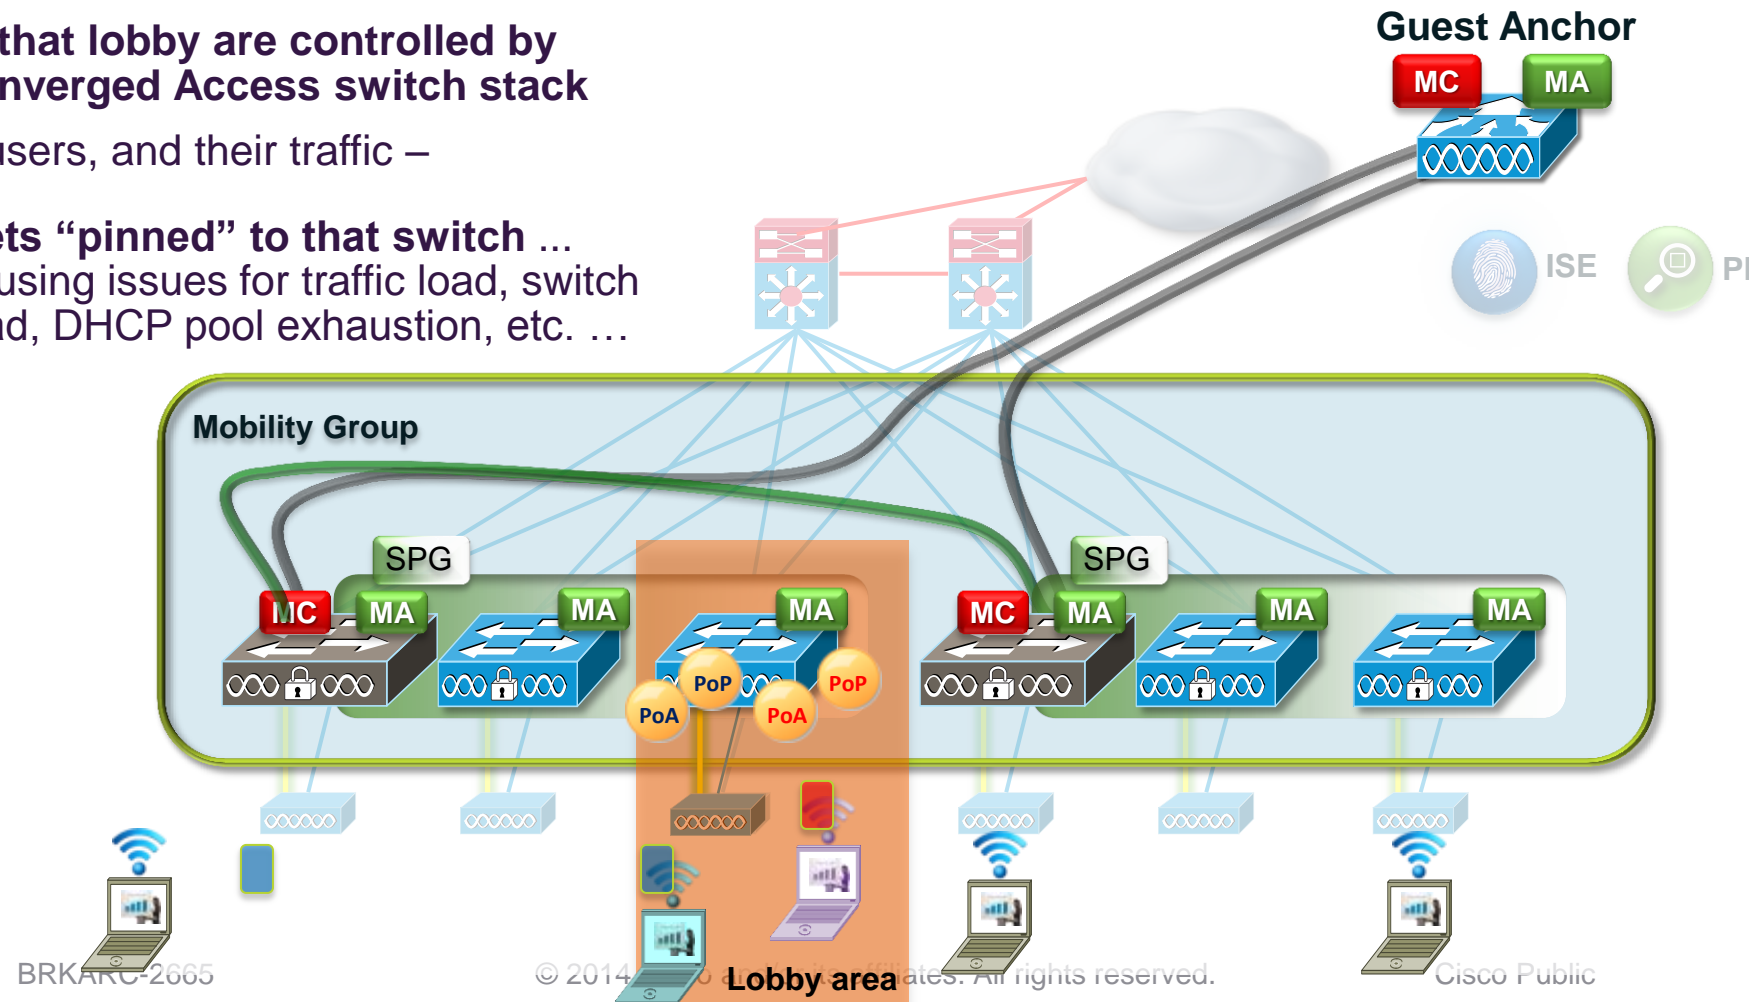 that lobby are controlled by
nverged Access switch stack
users, and their traffic –
ets “pinned” to that switch ...
using issues for traffic load, switch
ad, DHCP pool exhaustion, etc. …
Guest Anchor
MC MA
ISE
Mobility Group
SPG SPG
MC MA MA MA MC MA MA MA
PoP PoP
PoA PoA
Lobby area
BRKARC-2665 © 2014 its affiliates. All rights reserved. Cisco Public